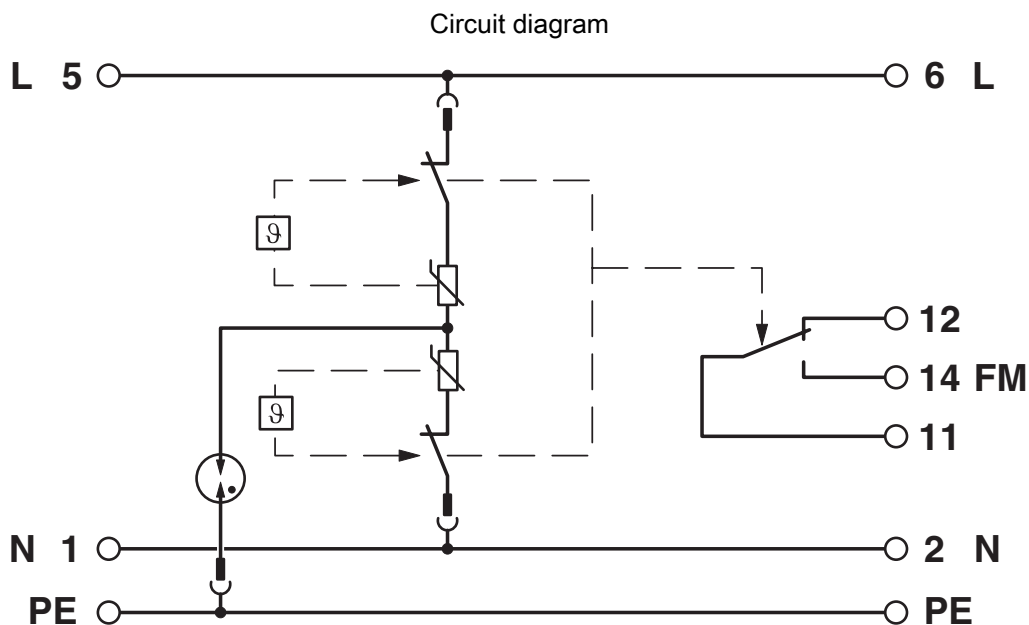 Circuit diagram
L 5 6 L
ϑ
12
14 FM
ϑ
11
N 1 2 N
PE PE